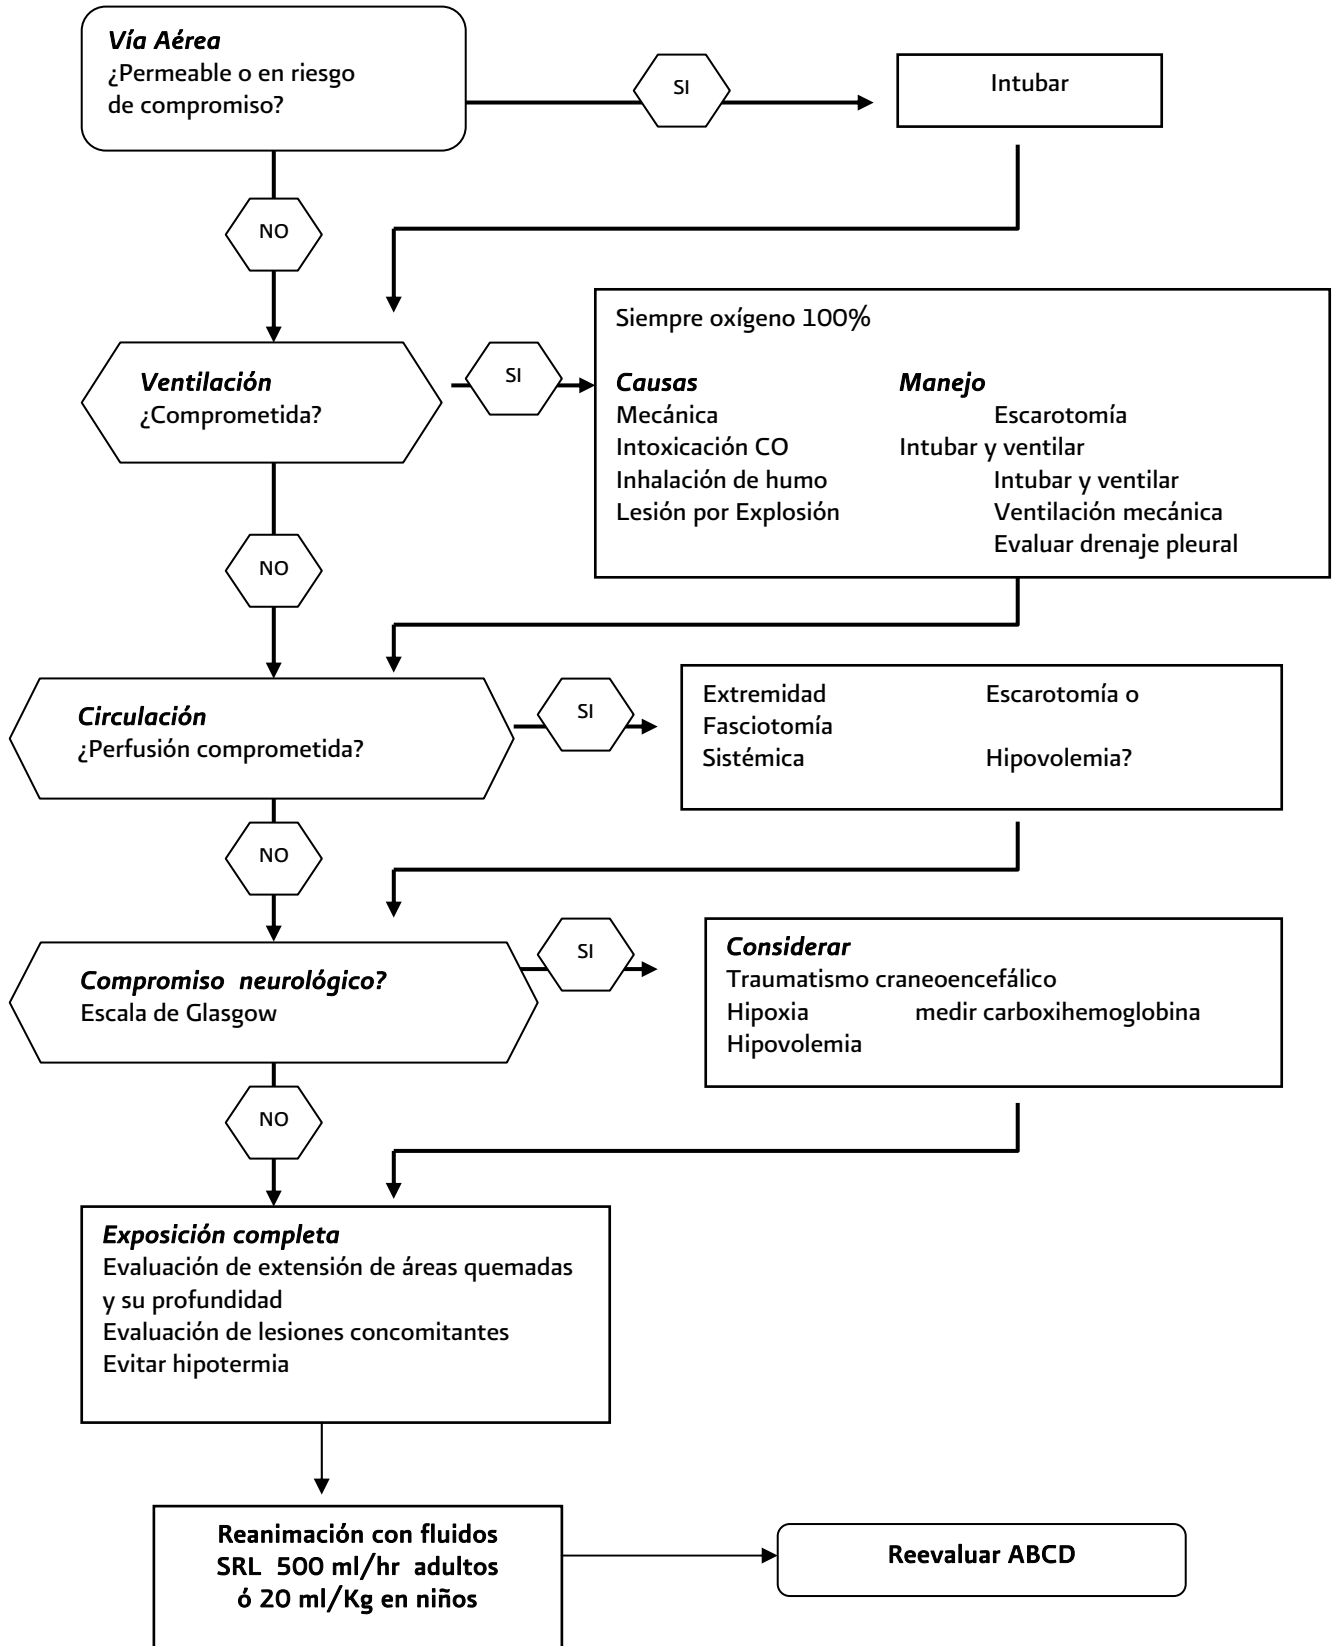 Vía Aérea
¿Permeable o en riesgo
de compromiso?
SI
Intubar
NO
Siempre oxígeno 100%
Causas Manejo
Mecánica Escarotomía
Intoxicación CO Intubar y ventilar
Inhalación de humo Intubar y ventilar
Lesión por Explosión Ventilación mecánica
Evaluar drenaje pleural
Ventilación
¿Comprometida?
SI
NO
Circulación
¿Perfusión comprometida?
SI
Extremidad Escarotomía o
Fasciotomía
Sistémica Hipovolemia?
NO
Compromiso neurológico?
Escala de Glasgow
SI
Considerar
Traumatismo craneoencefálico
Hipoxia medir carboxihemoglobina
Hipovolemia
NO
Exposición completa
Evaluación de extensión de áreas quemadas
y su profundidad
Evaluación de lesiones concomitantes
Evitar hipotermia
Reanimación con fluidos
SRL 500 ml/hr adultos
ó 20 ml/Kg en niños
Reevaluar ABCD